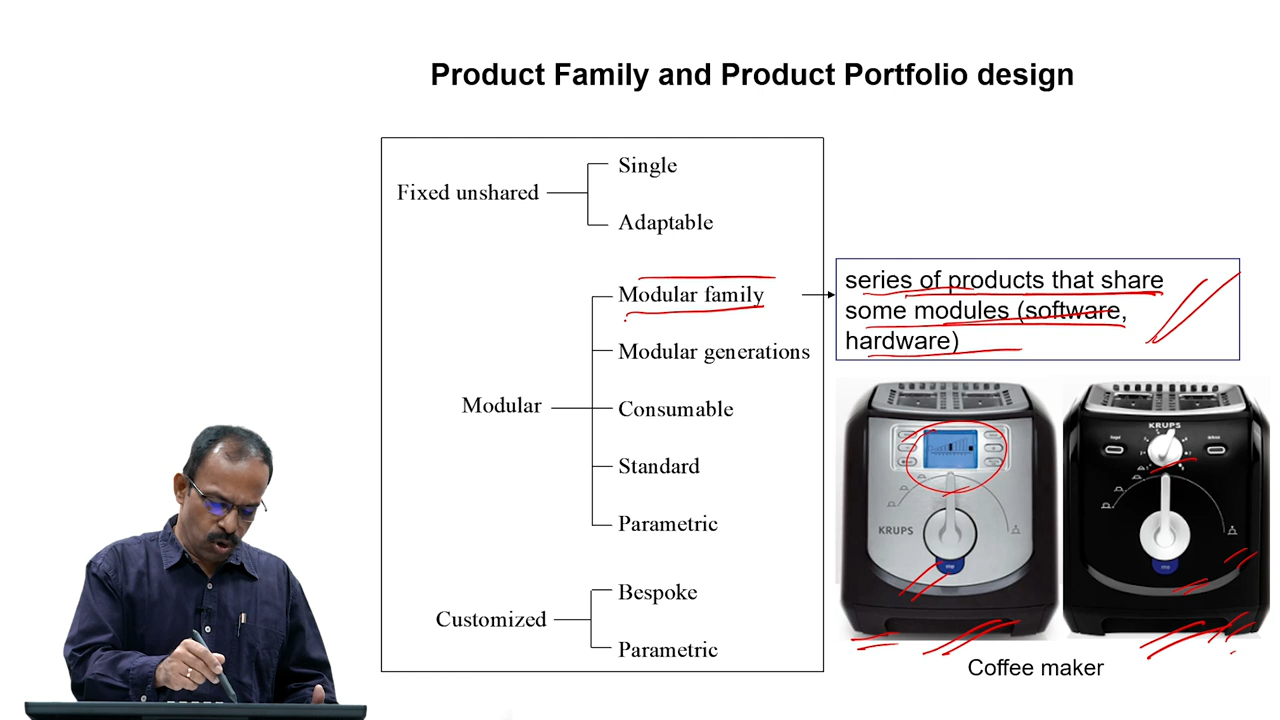 Product Family and Product Portfolio design
Fixed unshared
Single
Adaptable
Modular
Modular family
Modular generations
Consumable
Standard
Parametric
Customized
Bespoke
Parametric
series of products that share
some modules (software,
hardware)
KRUPS
KRUPS
stop
Coffee maker